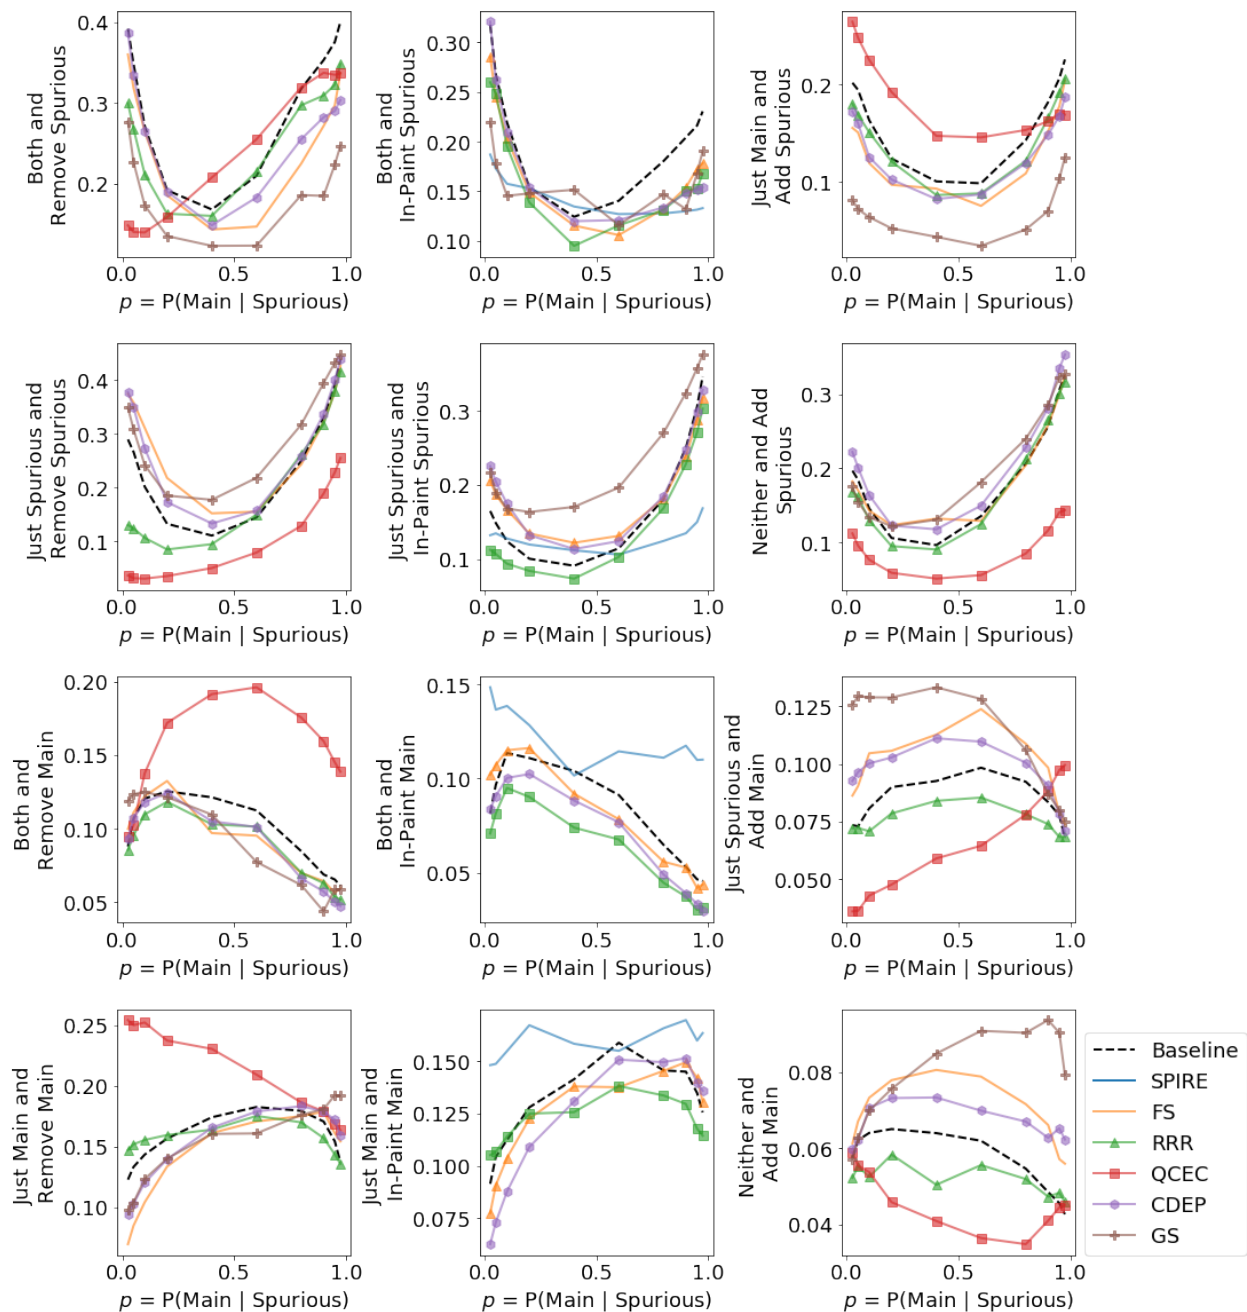 Both and
Remove Spurious
0.4
0.3
0.2
0.0
0.5
1.0
p = P(Main | Spurious)
Both and
In-Paint Spurious
0.30
0.25
0.20
0.15
0.10
0.0
0.5
1.0
p = P(Main | Spurious)
Just Main and
Add Spurious
0.2
0.1
0.0
0.5
1.0
p = P(Main | Spurious)
Just Spurious and
Remove Spurious
0.4
0.3
0.2
0.1
0.0
0.5
1.0
p = P(Main | Spurious)
Just Spurious and
In-Paint Spurious
0.3
0.2
0.1
0.0
0.5
1.0
p = P(Main | Spurious)
Neither and Add
Spurious
0.3
0.2
0.1
0.0
0.5
1.0
p = P(Main | Spurious)
Both and
Remove Main
0.20
0.15
0.10
0.05
0.0
0.5
1.0
p = P(Main | Spurious)
Both and
In-Paint Main
0.15
0.10
0.05
0.0
0.5
1.0
p = P(Main | Spurious)
Just Spurious and
Add Main
0.125
0.100
0.075
0.050
0.0
0.5
1.0
p = P(Main | Spurious)
Just Main and
Remove Main
0.25
0.20
0.15
0.10
0.0
0.5
1.0
p = P(Main | Spurious)
Just Main and
In-Paint Main
0.150
0.125
0.100
0.075
0.0
0.5
1.0
p = P(Main | Spurious)
Neither and
Add Main
0.08
0.06
0.04
0.0
0.5
1.0
p = P(Main | Spurious)
Baseline
SPIRE
FS
RRR
QCEC
CDEP
GS